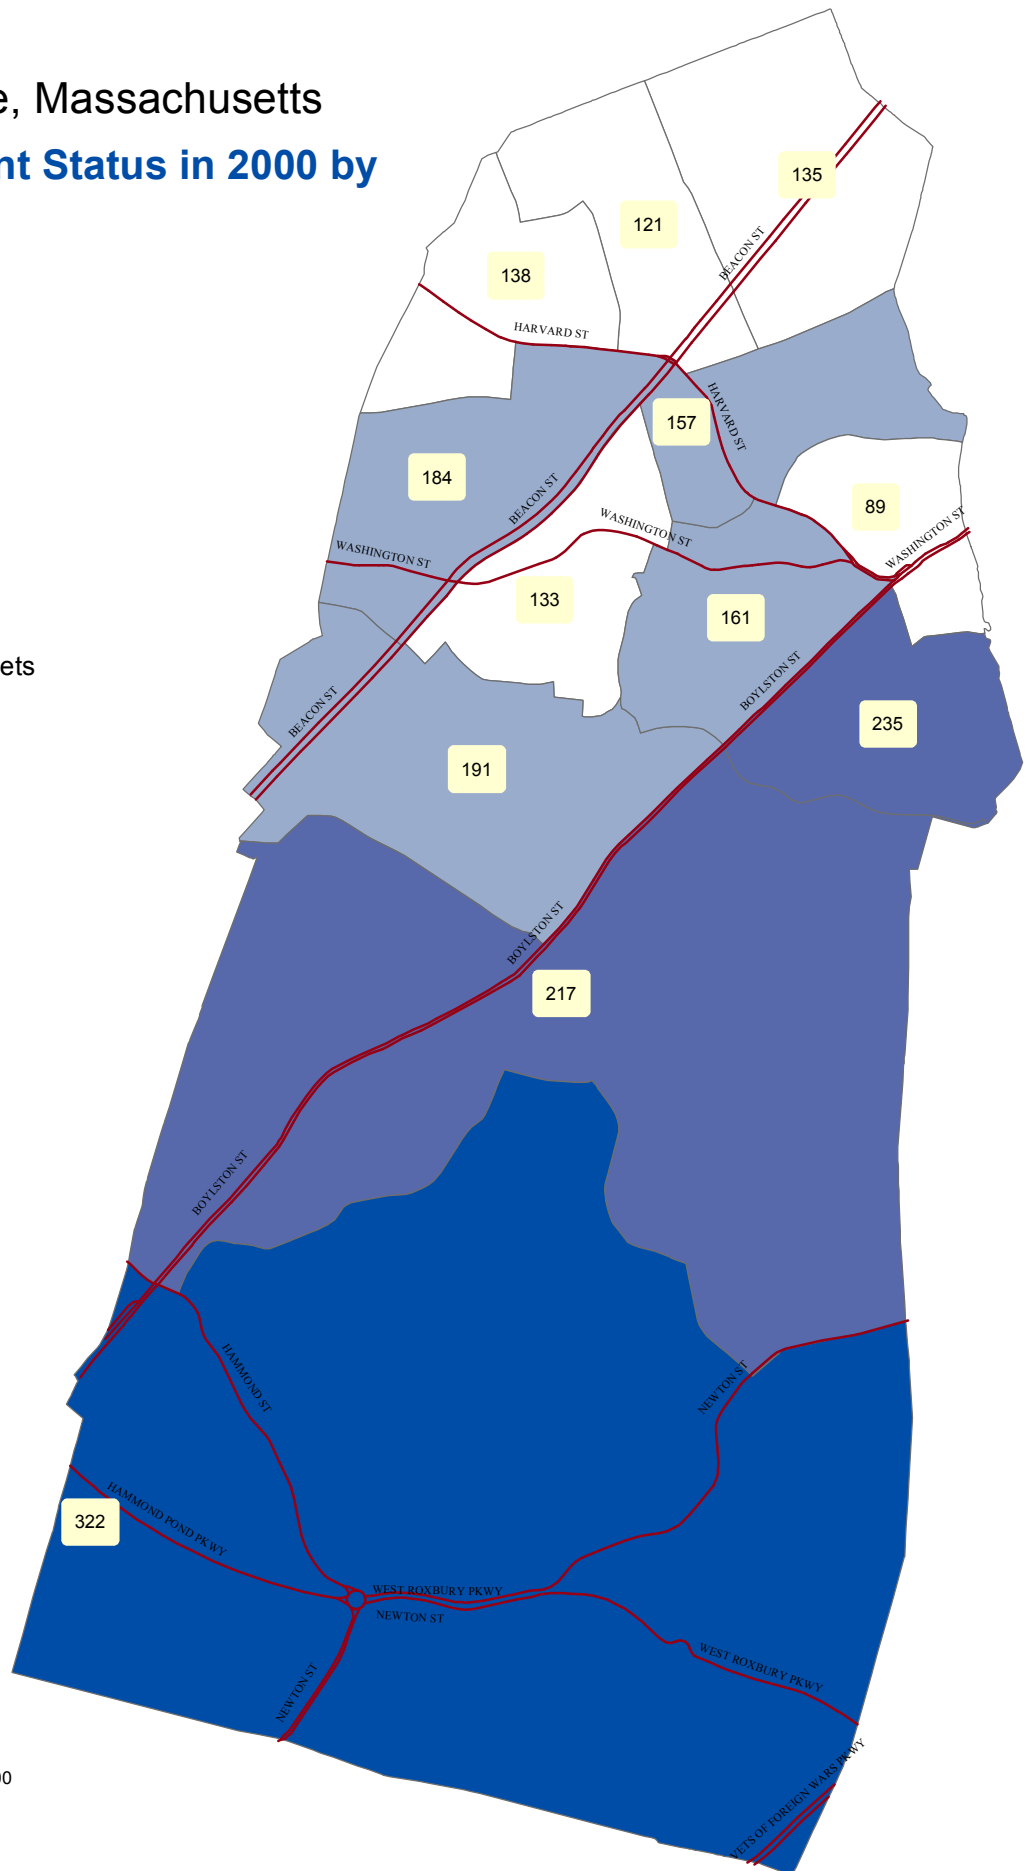 e, Massachusetts
nt Status in 2000 by
135
121
BEACON ST
138
HARVARD ST
HARVARD ST
157
184
BEACON ST
89
WASHINGTON ST
WASHINGTON ST
WASHINGTON ST
133
161
ets
BOYLSTON ST
BEACON ST
235
191
BOYLSTON ST
217
BOYLSTON ST
HAMMOND ST
NEWTON ST
322
HAMMOND POND PKWY
WEST ROXBURY PKWY
NEWTON ST
WEST ROXBURY PKWY
NEWTON ST
00
VETS OF FOREIGN WARS PKWY